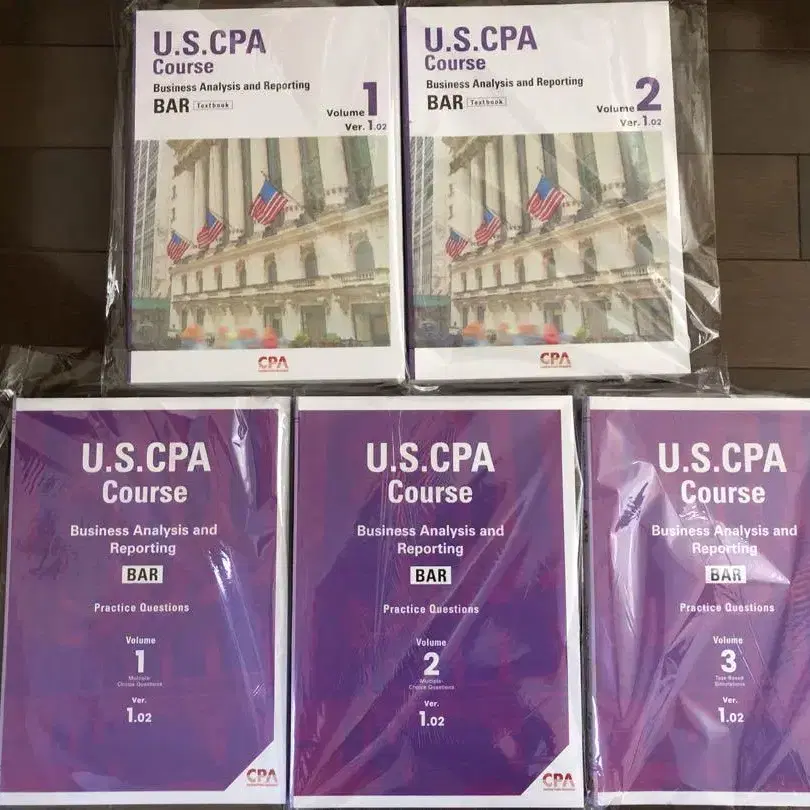 U.S.CPA
Course
Business Analysis and Reporting
BAR Textbook
Volume 1
Ver. 1.02
CPA
U.S.CPA
Course
Business Analysis and Reporting
BAR Textbook
Volume 2
Ver. 1.02
CPA
U.S.CPA
Course
Business Analysis and
Reporting
BAR
Practice Questions
Volume
1
Multiple-
Choice Questions
Ver.
1.02
CPA
U.S.CPA
Course
Business Analysis and
Reporting
BAR
Practice Questions
Volume
2
Multiple-
Choice Questions
Ver.
1.02
CPA
U.S.CPA
Course
Business Analysis and
Reporting
BAR
Practice Questions
Volume
3
Task-Based
Simulations
Ver.
1.02